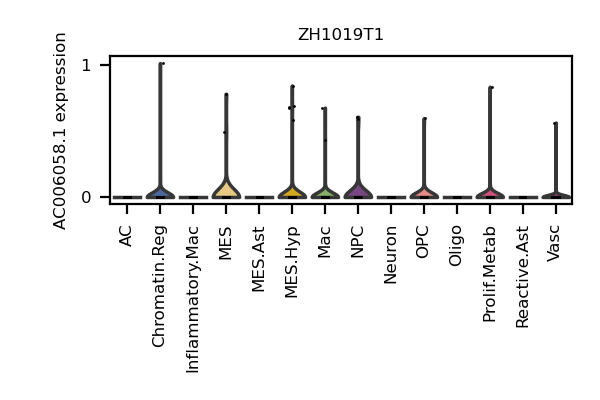 ZH1019T1
AC006058.1 expression
1
0
AC
Chromatin.Reg
Inflammatory.Mac
MES
MES.Ast
MES.Hyp
Mac
NPC
Neuron
OPC
Oligo
Prolif.Metab
Reactive.Ast
Vasc